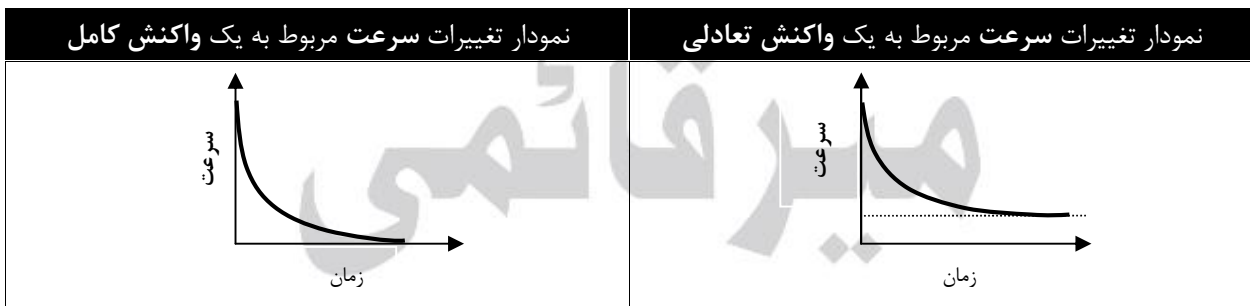 نمودار تغییرات سرعت مربوط به یک واکنش تعادلی
نمودار تغییرات سرعت مربوط به یک واکنش کامل
سرعت
زمان
سرعت
زمان
میرقائمی